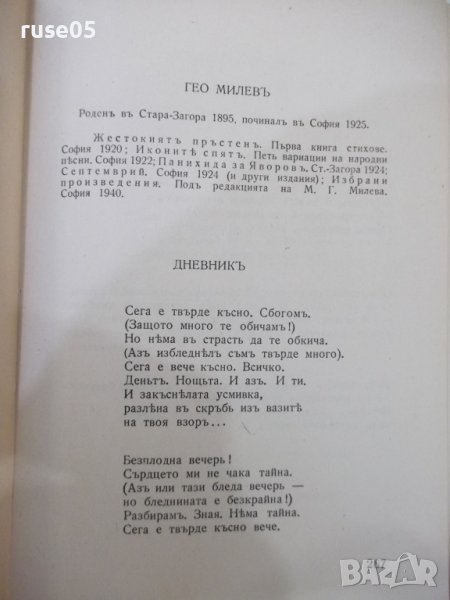 ruse05
ГЕО МИЛЕВЪ
Роденъ въ Стара-Загора 1895, починалъ въ София 1925.
Жестокиятъ пръстенъ. Първа книга стихове.
София 1920; Иконитѣ спятъ. Петь вариации на народни
пѣсни. София 1922; Панихида за Яворовъ. Ст.-Загора 1924;
Септемврий. София 1924 (и други издания); Избрани
произведения. Подъ редакцията на М. Г. Милева.
София 1940.
ДНЕВНИКЪ
Сега е твърде късно. Сбогомъ.
(Защото много те обичамъ!)
Но нѣма въ страсть да те обкича.
(Азъ избледнѣлъ съмъ твърде много).
Сега е вече късно. Всичко.
Деньтъ. Нощьта. И азъ. И ти.
И закъснѣлата усмивка,
разлѣна въ скръбь изъ вазитѣ
на твоя взоръ...
Безплодна вечерь!
Сърдцето ми не чака тайна.
(Азъ или тази бледа вечерь —
но бледнината е безкрайна!)
Разбирамъ. Зная. Нѣма тайна.
Сега е твърде късно вече.
bazar.bg